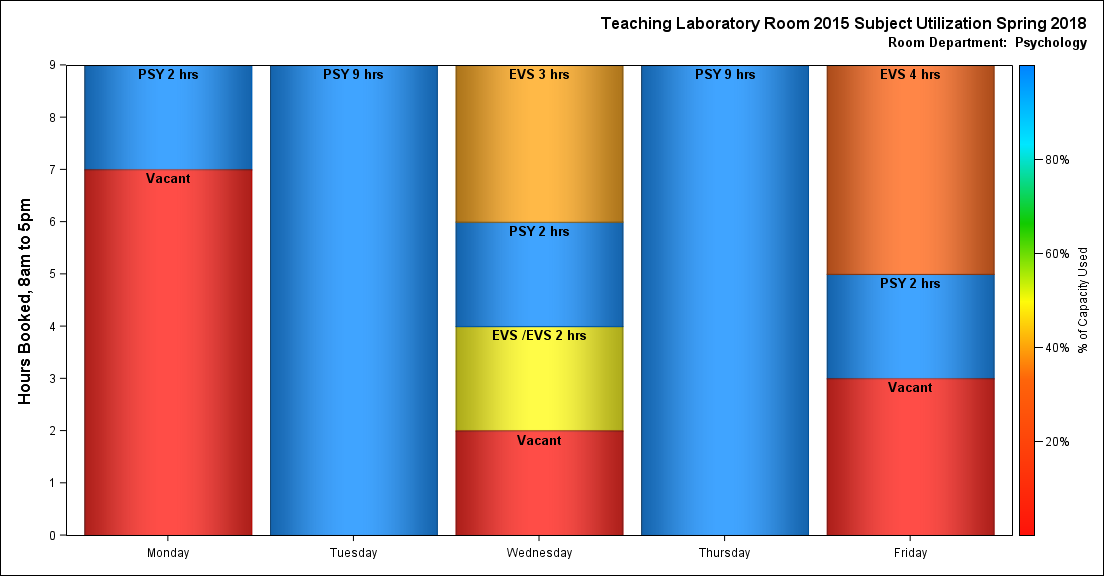 Teaching Laboratory Room 2015 Subject Utilization Spring 2018
Room Department:  Psychology
Hours Booked, 8am to 5pm
9
8
7
6
5
4
3
2
1
0
PSY 2 hrs
Vacant
PSY 9 hrs
EVS 3 hrs
PSY 2 hrs
EVS /EVS 2 hrs
Vacant
PSY 9 hrs
EVS 4 hrs
PSY 2 hrs
Vacant
Monday
Tuesday
Wednesday
Thursday
Friday
80%
60%
40%
20%
% of Capacity Used